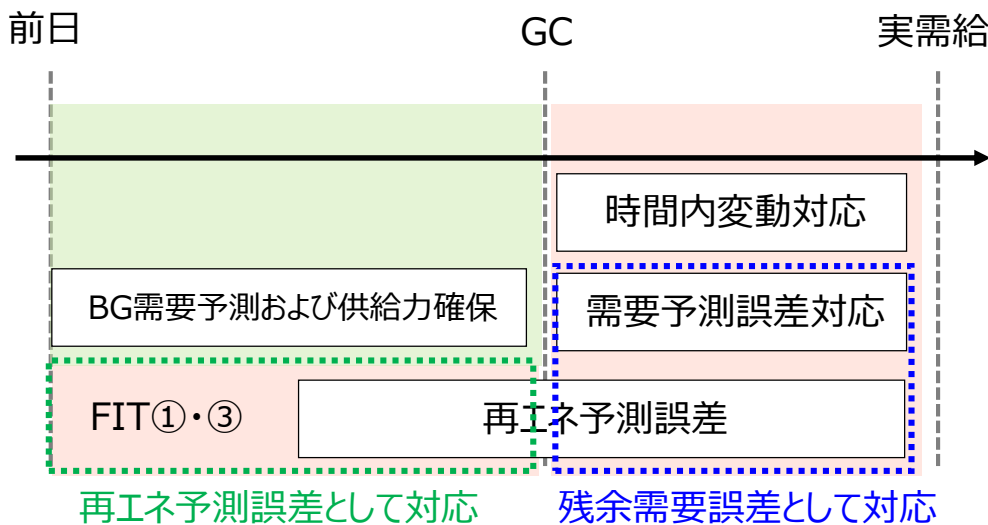 前日
GC
実需給
時間内変動対応
BG需要予測および供給力確保
需要予測誤差対応
FIT①・③
再エネ予測誤差
再エネ予測誤差として対応
残余需要誤差として対応